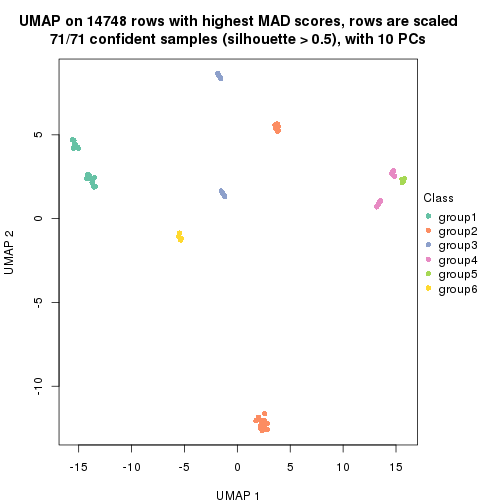 UMAP on 14748 rows with highest MAD scores, rows are scaled
71/71 confident samples (silhouette > 0.5), with 10 PCs
5
0
-5
-10
UMAP 2
-15
-10
-5
0
5
10
15
UMAP 1
Class
group1
group2
group3
group4
group5
group6